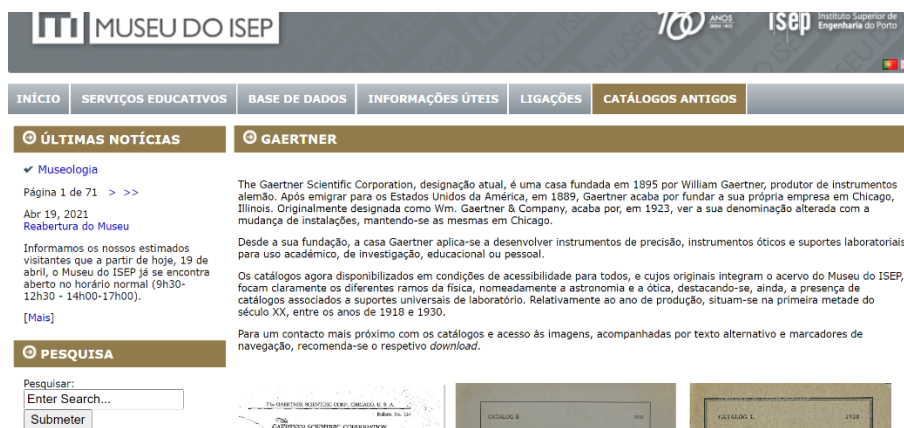 MUSEU DO ISEP
100 ANOS
isep Instituto Superior de
Engenharia do Porto
INÍCIO SERVIÇOS EDUCATIVOS BASE DE DADOS INFORMAÇÕES ÚTEIS LIGAÇÕES CATÁLOGOS ANTIGOS
ÚLTIMAS NOTÍCIAS
Museologia
Página 1 de 71 > >>
Abr 19, 2021
Reabertura do Museu
Informamos os nossos estimados
visitantes que a partir de hoje, 19 de
abril, o Museu do ISEP já se encontra
aberto no horário normal (9h30-
12h30 - 14h00-17h00).
[Mais]
PESQUISA
Pesquisar:
Enter Search...
Submeter
GAERTNER
The Gaertner Scientific Corporation, designação atual, é uma casa fundada em 1895 por William Gaertner, produtor de instrumentos
alemão. Após emigrar para os Estados Unidos da América, em 1889, Gaertner acaba por fundar a sua própria empresa em Chicago,
Illinois. Originalmente designada como Wm. Gaertner & Company, acaba por, em 1923, ver a sua denominação alterada com a
mudança de instalações, mantendo-se as mesmas em Chicago.
Desde a sua fundação, a casa Gaertner aplica-se a desenvolver instrumentos de precisão, instrumentos óticos e suportes laboratoriais
para uso académico, de investigação, educacional ou pessoal.
Os catálogos agora disponibilizados em condições de acessibilidade para todos, e cujos originais integram o acervo do Museu do ISEP,
focam claramente os diferentes ramos da física, nomeadamente a astronomia e a ótica, destacando-se, ainda, a presença de
catálogos associados a suportes universais de laboratório. Relativamente ao ano de produção, situam-se na primeira metade do
século XX, entre os anos de 1918 e 1930.
Para um contacto mais próximo com os catálogos e acesso às imagens, acompanhadas por texto alternativo e marcadores de
navegação, recomenda-se o respetivo download.
The GAERTNER SCIENTIFIC CORP., CHICAGO, U. S. A.
Bulletin No.
The
GAERTNER SCIENTIFIC CORPORATION
CATALOG
CATALOG L